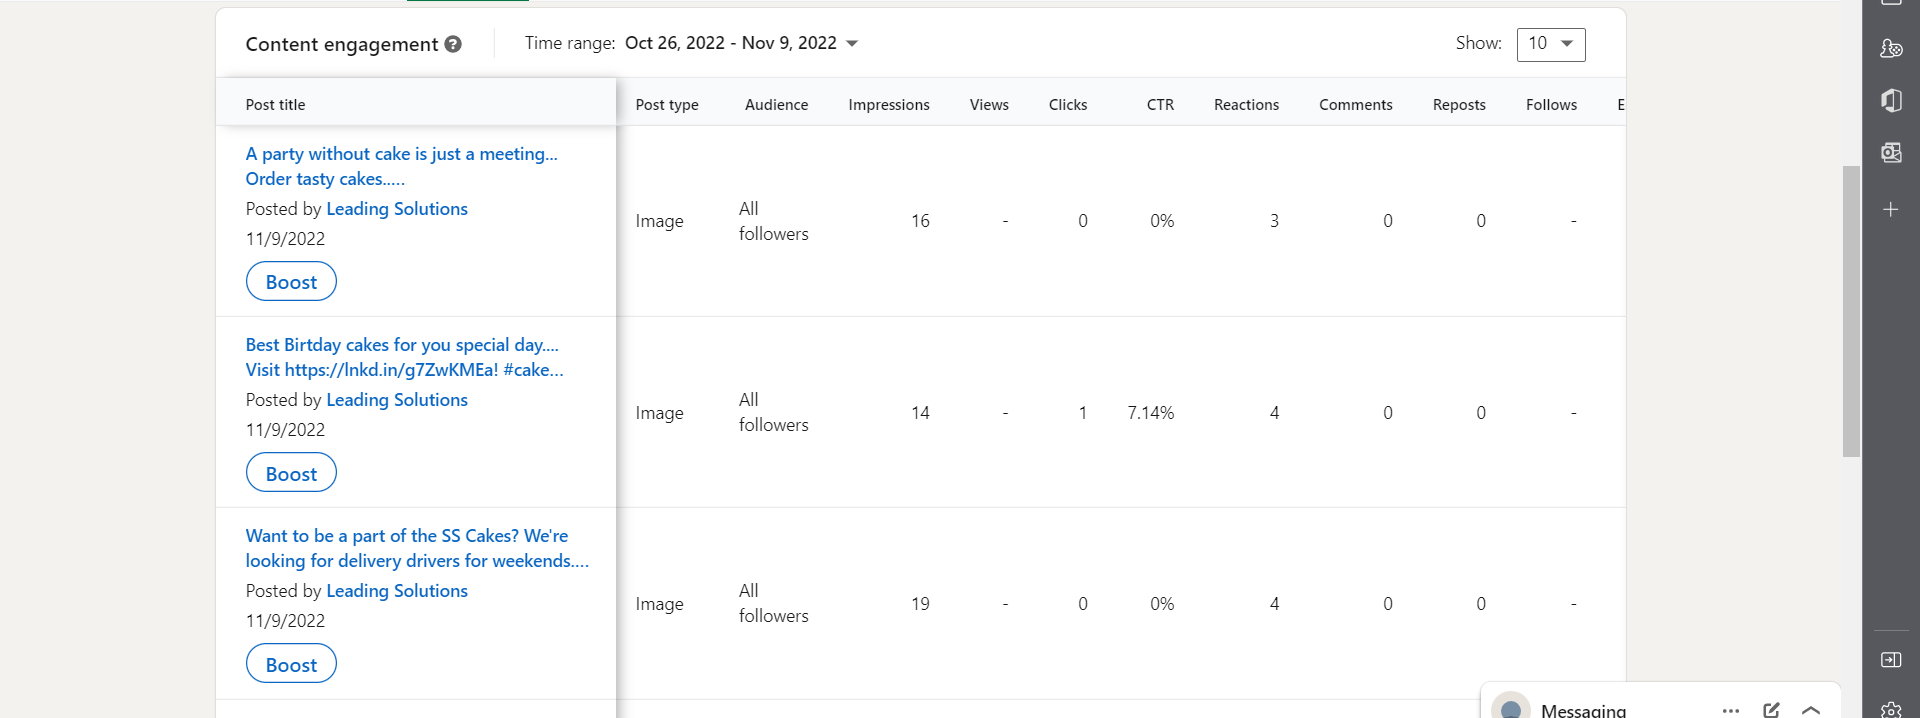 Content engagement ? Time range: Oct 26, 2022 - Nov 9, 2022 Show: 10
Post title Post type Audience Impressions Views Clicks CTR Reactions Comments Reposts Follows
A party without cake is just a meeting...
Order tasty cakes.....
Posted by Leading Solutions
11/9/2022
Boost
Image
All
followers
16 - 0 0% 3 0 0 -
Best Birtday cakes for you special day....
Visit https://lnkd.in/g7ZwKMEa! #cake...
Posted by Leading Solutions
11/9/2022
Boost
Image
All
followers
14 - 1 7.14% 4 0 0 -
Want to be a part of the SS Cakes? We're
looking for delivery drivers for weekends....
Posted by Leading Solutions
11/9/2022
Boost
Image
All
followers
19 - 0 0% 4 0 0 -
Messaging